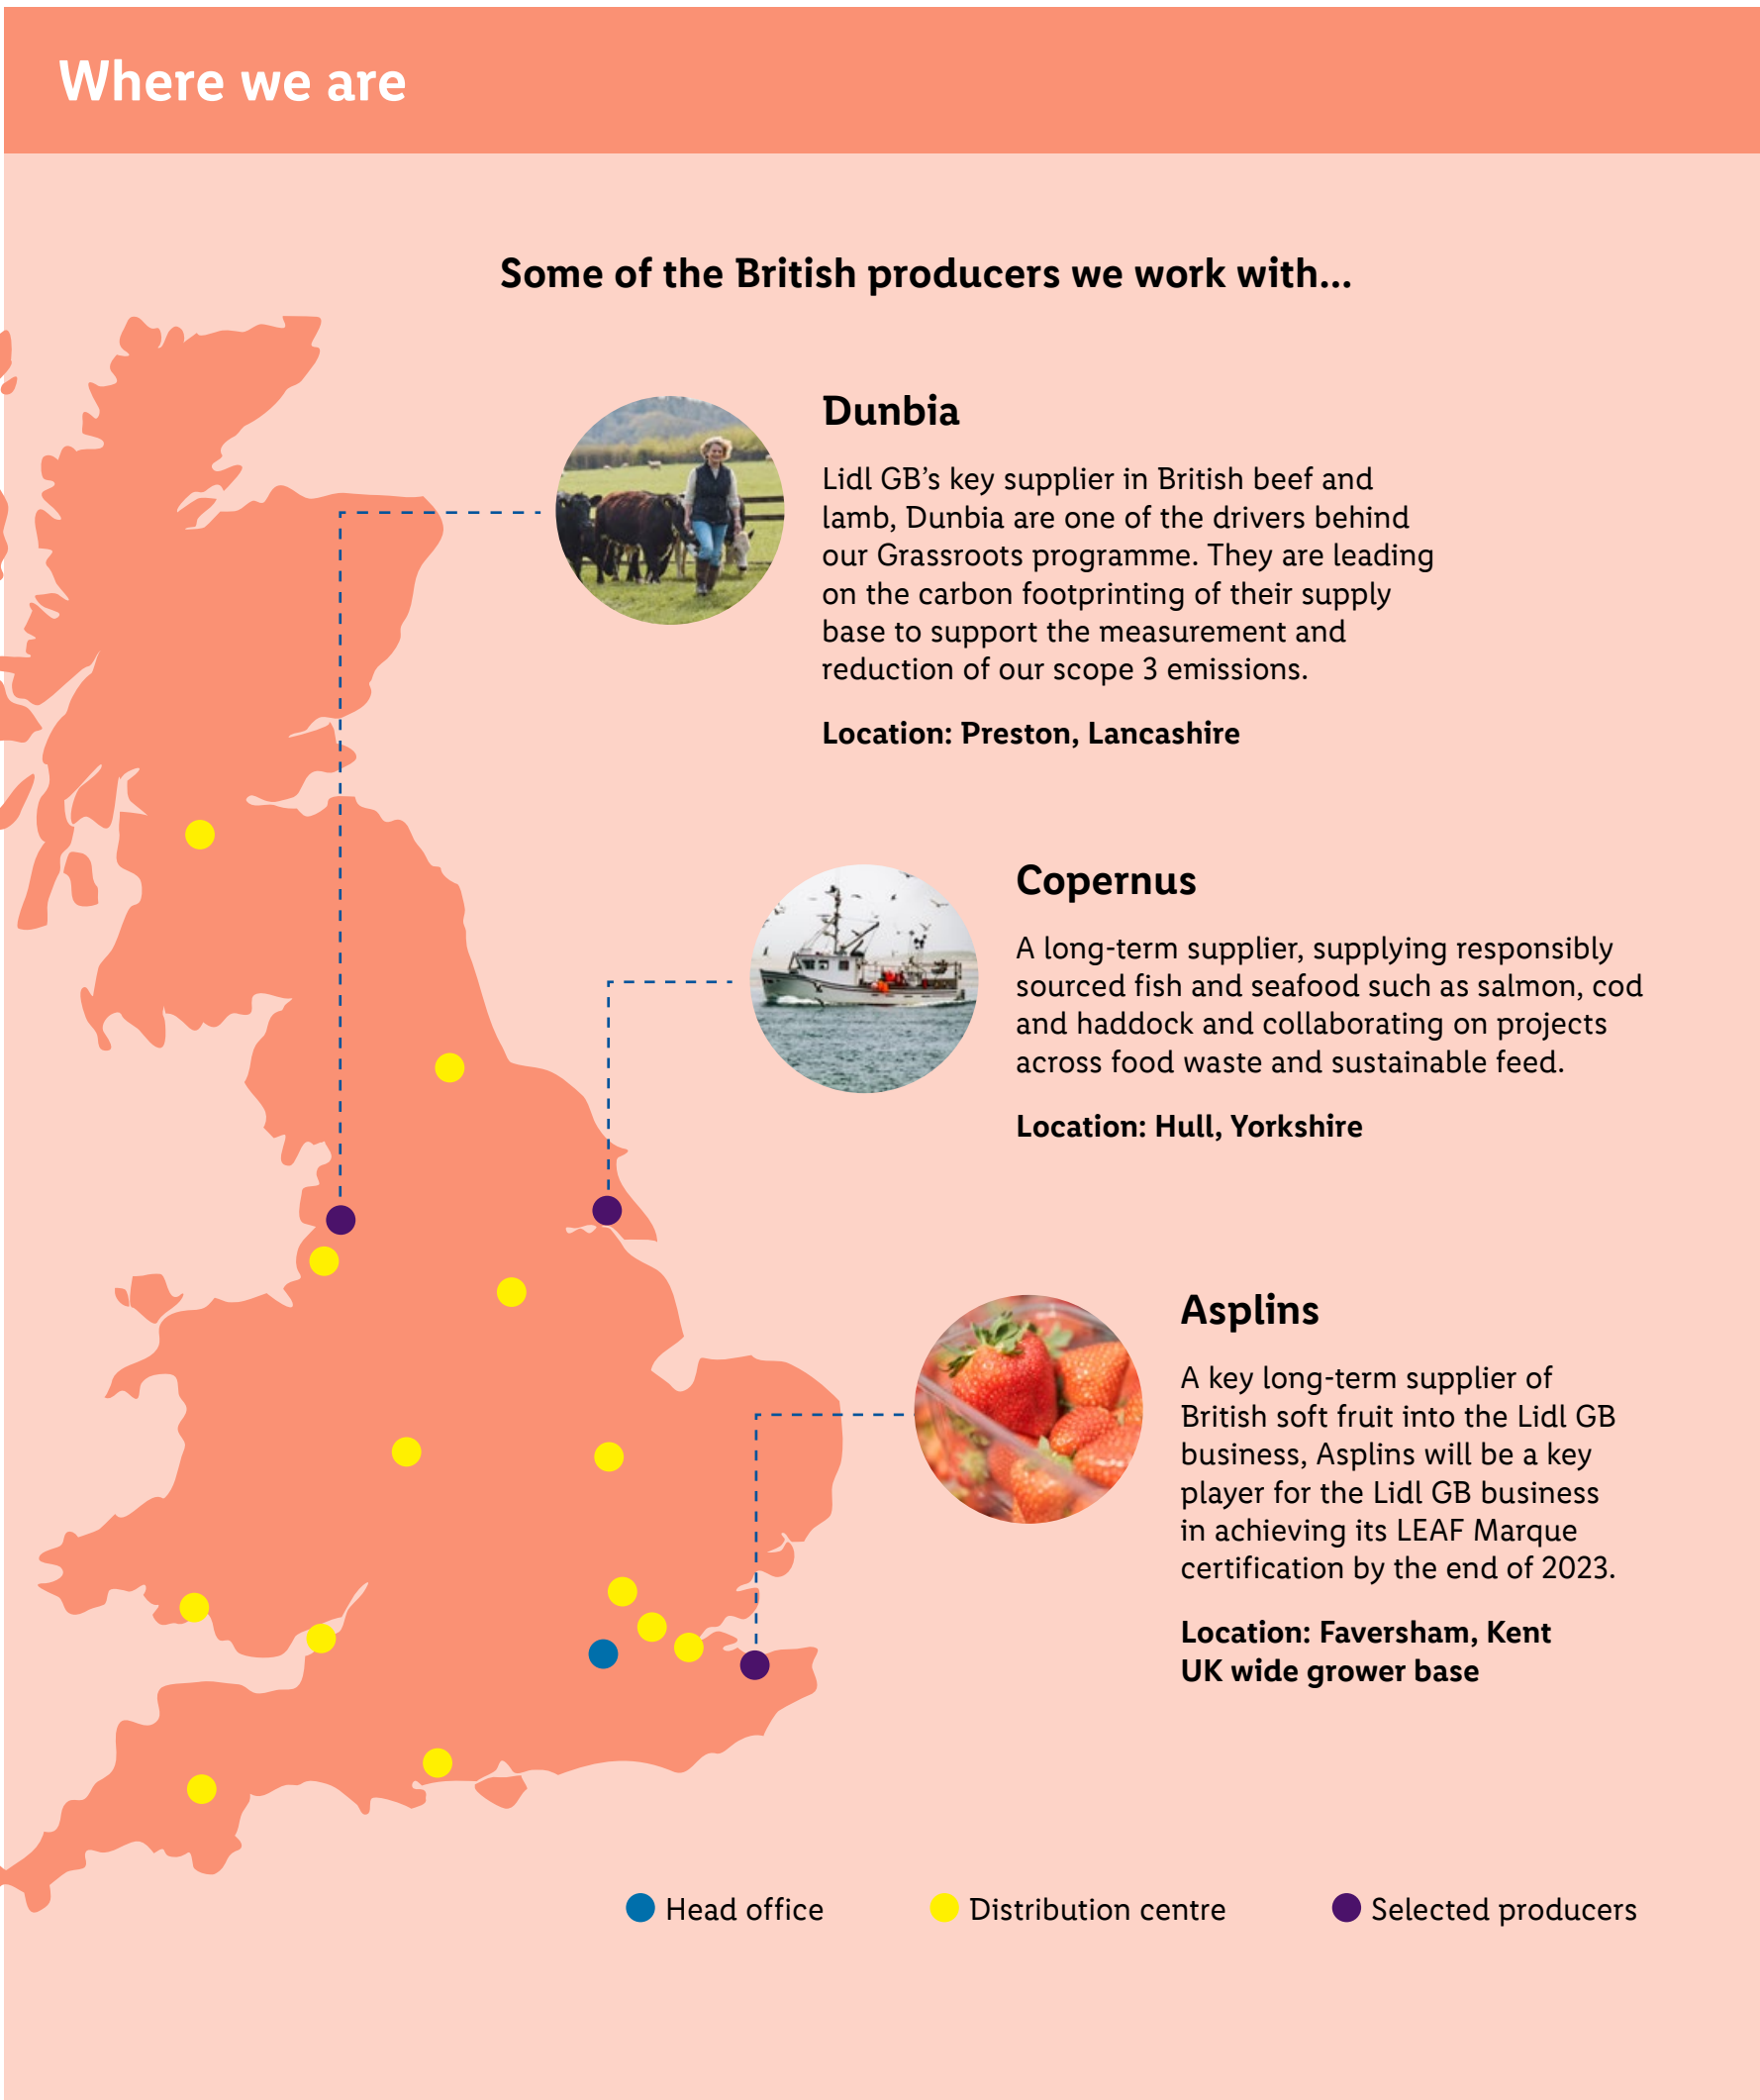 Where we are
Some of the British producers we work with...
Dunbia
Lidl GB’s key supplier in British beef and
lamb, Dunbia are one of the drivers behind
our Grassroots programme. They are leading
on the carbon footprinting of their supply
base to support the measurement and
reduction of our scope 3 emissions.
Location: Preston, Lancashire
Copernus
A long-term supplier, supplying responsibly
sourced fish and seafood such as salmon, cod
and haddock and collaborating on projects
across food waste and sustainable feed.
Location: Hull, Yorkshire
Asplins
A key long-term supplier of
British soft fruit into the Lidl GB
business, Asplins will be a key
player for the Lidl GB business
in achieving its LEAF Marque
certification by the end of 2023.
Location: Faversham, Kent
UK wide grower base
Head office
Distribution centre
Selected producers